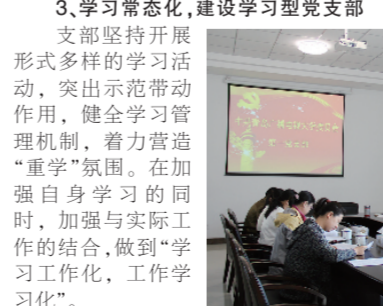 3、学习常态化,建设学习型党支部
支部坚持开展
形式多样的学习活
动，突出示范带动
作用，健全学习管
理机制，着力营造
“重学”氛围。在加
强自身学习的同
时，加强与实际工
作的结合,做到“学
习工作化，工作学
习化”。